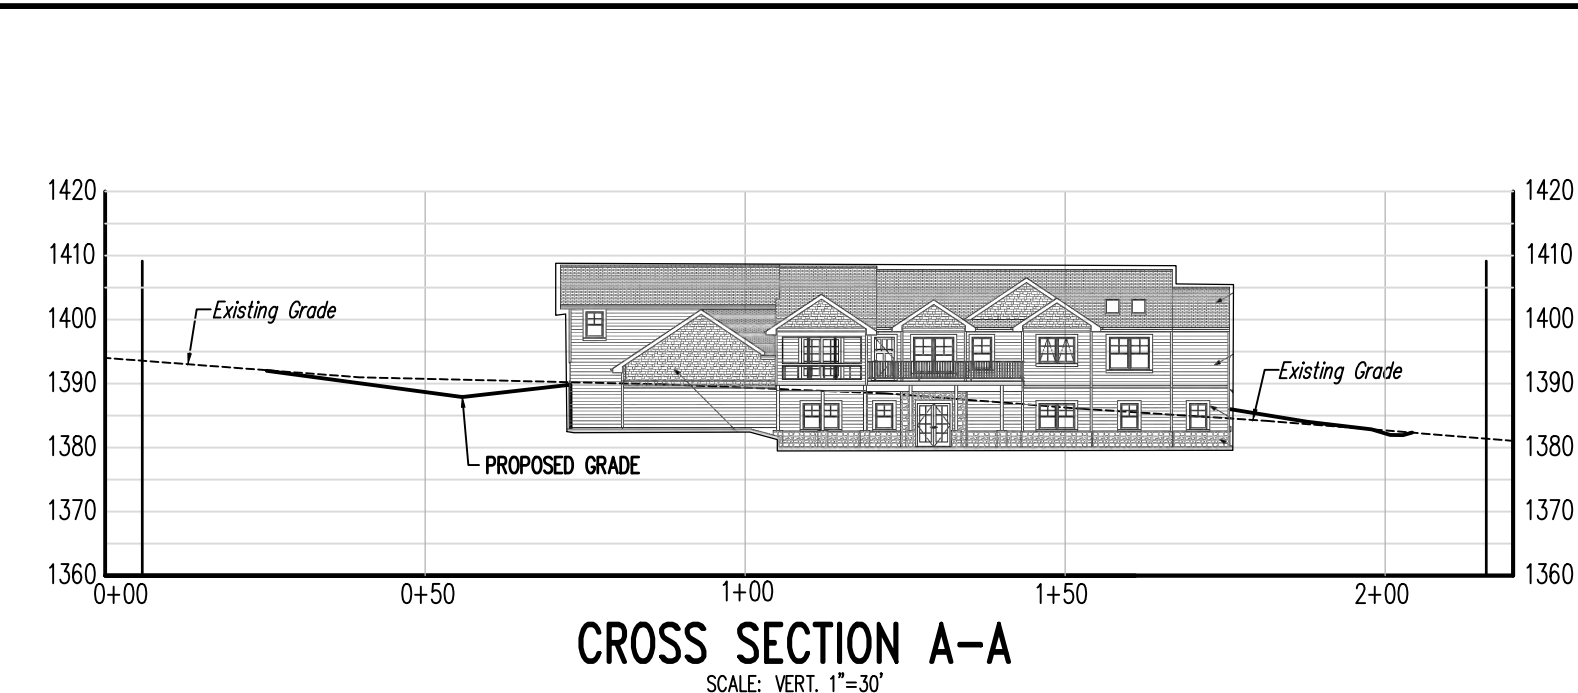 1420 1420
1410 1410
Existing Grade
1400 1400
1390 1390
Existing Grade
1380 1380
PROPOSED GRADE
1370 1370
1360 1360
0+00 0+50 1+00 1+50 2+00
CROSS SECTION A-A
SCALE: VERT. 1"=30'